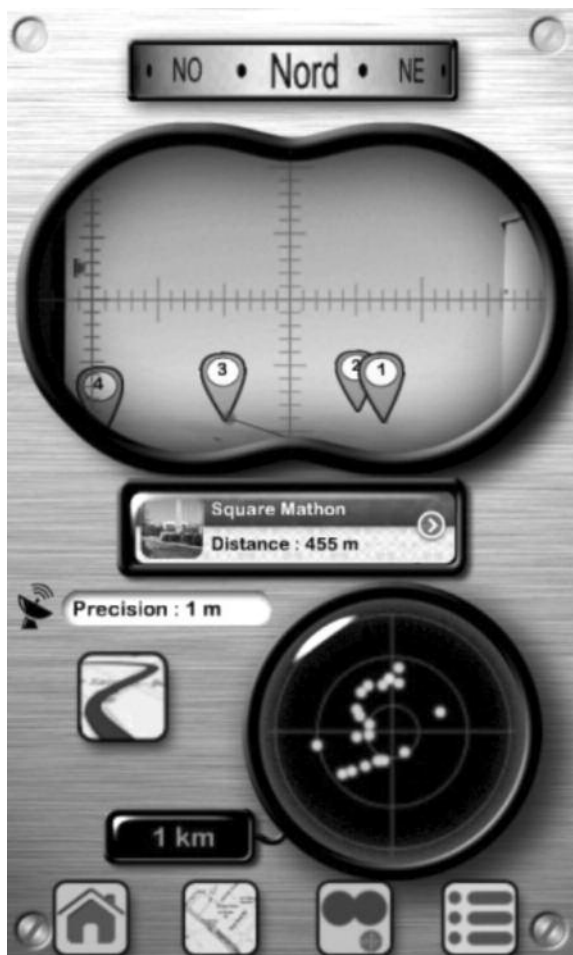 NO • Nord • NE
4
3
2
1
Square Mathon
Distance : 455 m
Precision : 1 m
1 km